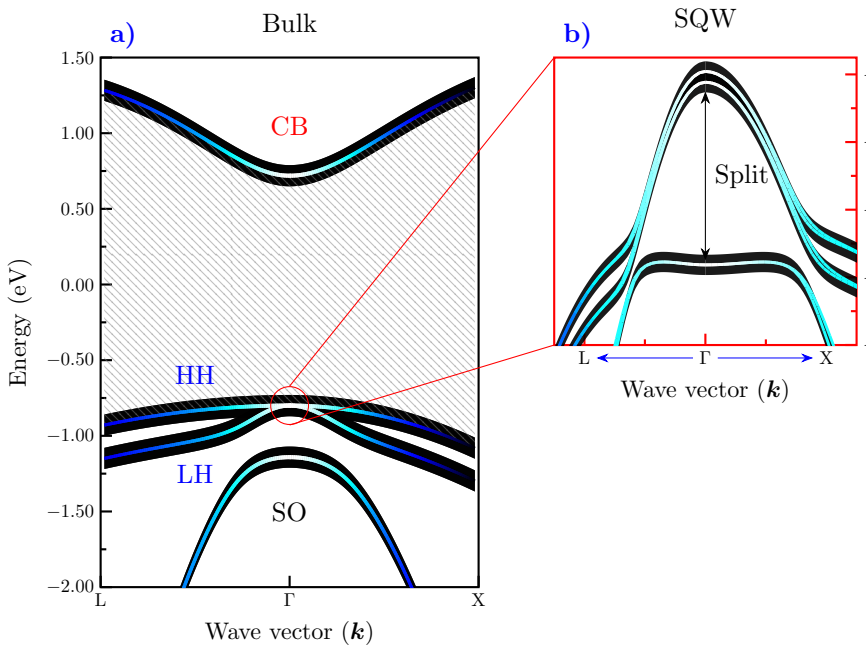 Bulk
SQW
a)
b)
1.50
1.00
0.50
0.00
−0.50
−1.00
−1.50
−2.00
Energy (eV)
CB
HH
LH
SO
L
Γ
X
Wave vector (k)
Split
L
Γ
X
Wave vector (k)